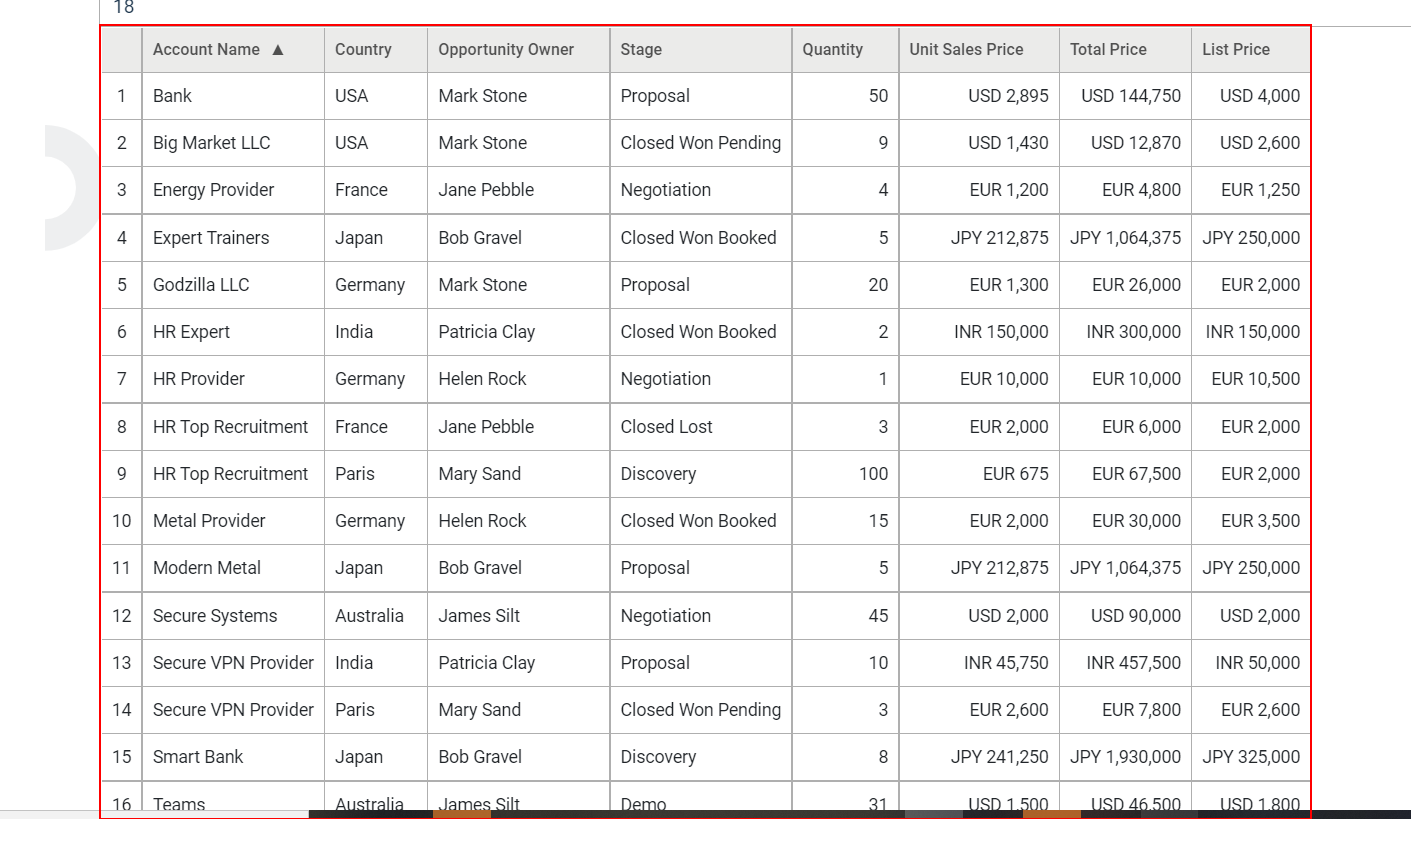 18
Account Name ▲ Country Opportunity Owner Stage Quantity Unit Sales Price Total Price List Price
1 Bank USA Mark Stone Proposal 50 USD 2,895 USD 144,750 USD 4,000
2 Big Market LLC USA Mark Stone Closed Won Pending 9 USD 1,430 USD 12,870 USD 2,600
3 Energy Provider France Jane Pebble Negotiation 4 EUR 1,200 EUR 4,800 EUR 1,250
4 Expert Trainers Japan Bob Gravel Closed Won Booked 5 JPY 212,875 JPY 1,064,375 JPY 250,000
5 Godzilla LLC Germany Mark Stone Proposal 20 EUR 1,300 EUR 26,000 EUR 2,000
6 HR Expert India Patricia Clay Closed Won Booked 2 INR 150,000 INR 300,000 INR 150,000
7 HR Provider Germany Helen Rock Negotiation 1 EUR 10,000 EUR 10,000 EUR 10,500
8 HR Top Recruitment France Jane Pebble Closed Lost 3 EUR 2,000 EUR 6,000 EUR 2,000
9 HR Top Recruitment Paris Mary Sand Discovery 100 EUR 675 EUR 67,500 EUR 2,000
10 Metal Provider Germany Helen Rock Closed Won Booked 15 EUR 2,000 EUR 30,000 EUR 3,500
11 Modern Metal Japan Bob Gravel Proposal 5 JPY 212,875 JPY 1,064,375 JPY 250,000
12 Secure Systems Australia James Silt Negotiation 45 USD 2,000 USD 90,000 USD 2,000
13 Secure VPN Provider India Patricia Clay Proposal 10 INR 45,750 INR 457,500 INR 50,000
14 Secure VPN Provider Paris Mary Sand Closed Won Pending 3 EUR 2,600 EUR 7,800 EUR 2,600
15 Smart Bank Japan Bob Gravel Discovery 8 JPY 241,250 JPY 1,930,000 JPY 325,000
16 Teams Australia James Silt Demo 31 USD 1,500 USD 46,500 USD 1,800